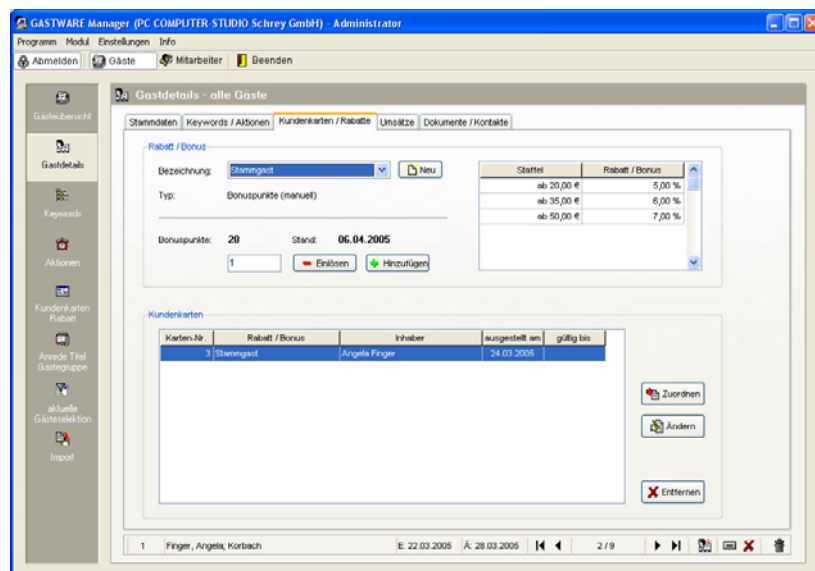 GASTWARE Manager (PC COMPUTER-STUDIO Schrey GmbH) - Administrator
Programm Modul Einstellungen Info
Abmelden Gäste Mitarbeiter Beenden
Gästeübersicht
Gastdetails
Keywords
Aktionen
Kundenkarten
Rabatt
Anrede Titel
Gästegruppe
aktuelle
Gästeselektion
Import
Gastdetails - alle Gäste
Stammdaten Keywords / Aktionen Kundenkarten / Rabatte Umsätze Dokumente / Kontakte
Rabatt / Bonus
Bezeichnung: Stammgast Neu
Typ: Bonuspunkte (manuell)
Bonuspunkte: 20 Stand: 06.04.2005
1 Einlösen Hinzufügen
Staffel Rabatt / Bonus
ab 20,00 € 5,00 %
ab 35,00 € 6,00 %
ab 50,00 € 7,00 %
Kundenkarten
Karten-Nr. Rabatt / Bonus Inhaber ausgestellt am gültig bis
3 Stammgast Angela Finger 24.03.2005
Zuordnen
Ändern
Entfernen
1 Finger, Angela; Korbach E: 22.03.2005 Ä: 28.03.2005 2 / 9